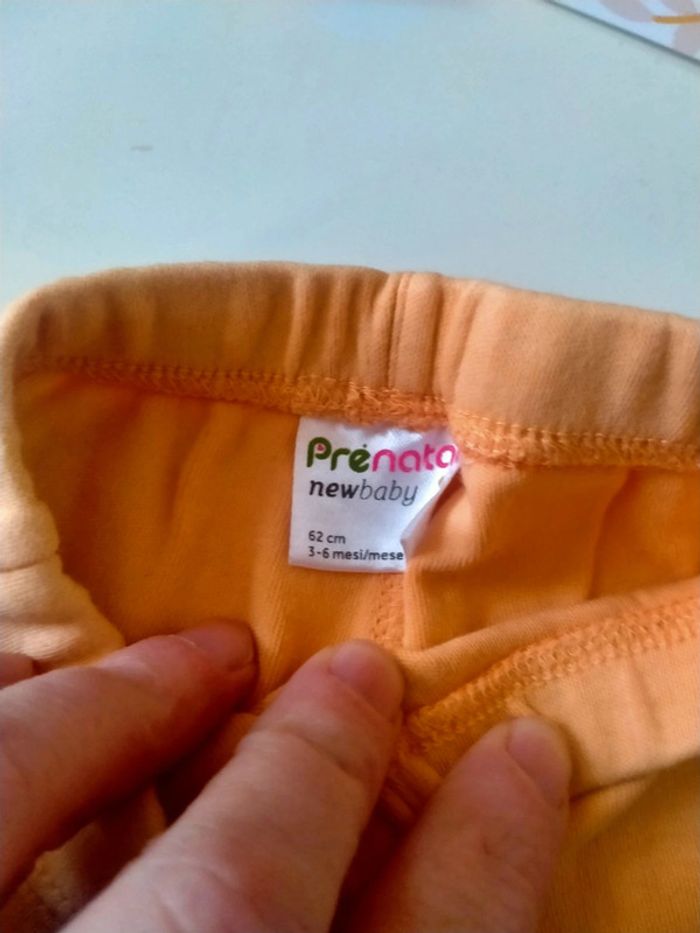 Prénata
newbaby
62 cm
3-6 mesi/mese